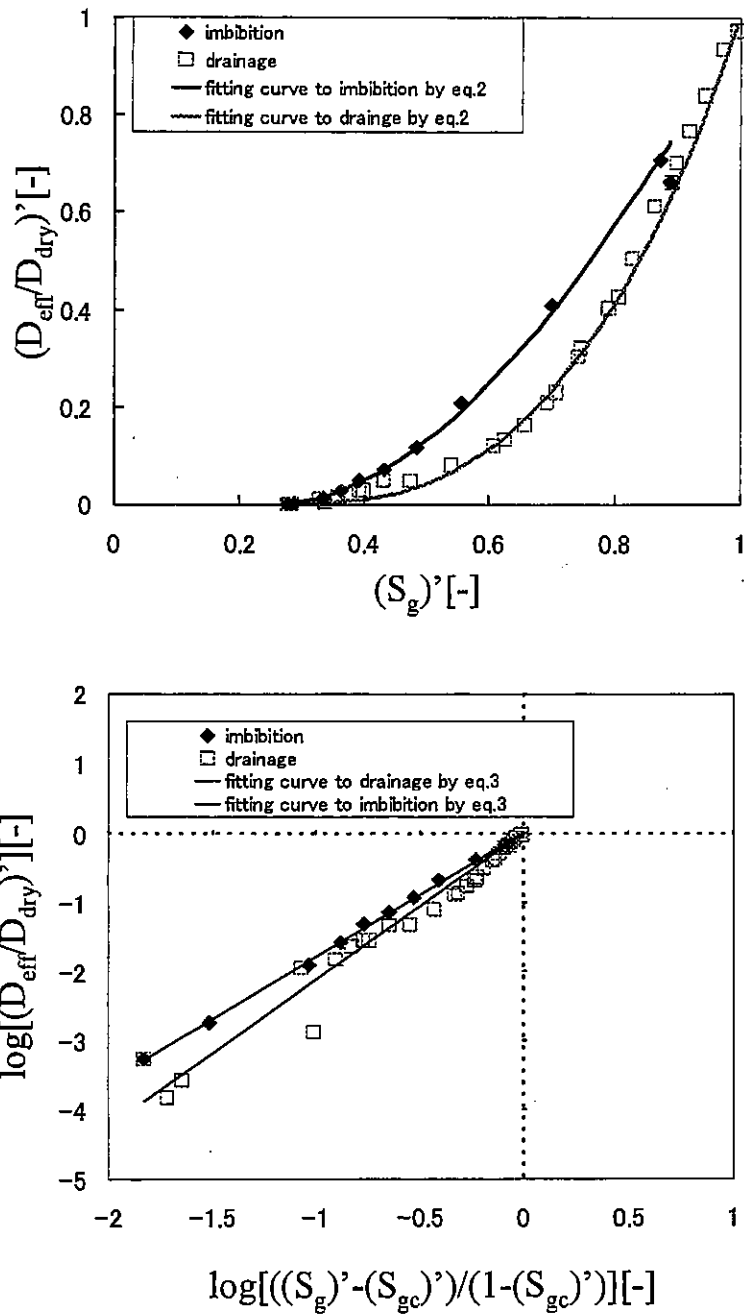 1
0.8
0.6
0.4
0.2
0
(D_eff/D_dry)'[-]
imbibition
drainage
fitting curve to imbibition by eq.2
fitting curve to drainge by eq.2
0 0.2 0.4 0.6 0.8 1
(S_g)'[-]
2
1
0
-1
-2
-3
-4
-5
log[(D_eff/D_dry)'][-]
imbibition
drainage
fitting curve to drainage by eq.3
fitting curve to imbibition by eq.3
-2 -1.5 -1 -0.5 0 0.5 1
log[((S_g)'-(S_gc)')/(1-(S_gc)')][-]